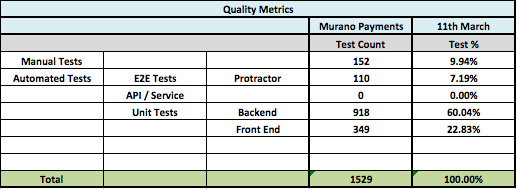 Quality Metrics
Murano Payments 11th March
Test Count Test %
Manual Tests 152 9.94%
Automated Tests E2E Tests Protractor 110 7.19%
API / Service 0 0.00%
Unit Tests Backend 918 60.04%
Front End 349 22.83%
Total 1529 100.00%